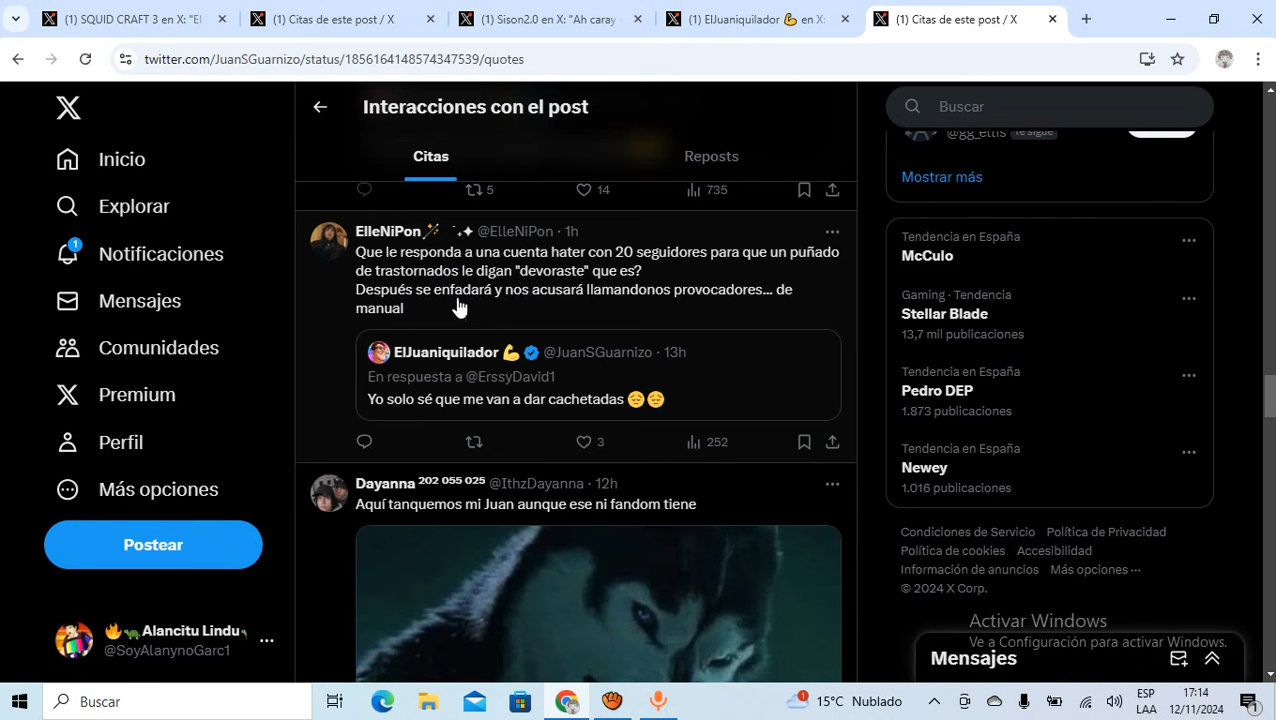 (1) SQUID CRAFT 3 en X: "El
(1) Citas de este post / X
(1) Sison2.0 en X: "Ah caray
(1) ElJuaniquilador 💪 en X:
(1) Citas de este post / X
twitter.com/JuanSGuarnizo/status/1856164148574347539/quotes
Inicio
Explorar
1
Notificaciones
Mensajes
Comunidades
Premium
Perfil
Más opciones
Postear
🔥🐢Alancitu Lindu
@SoyAlanynoGarc1
Interacciones con el post
Citas
Reposts
5
14
735
ElleNiPon🪄 @ElleNiPon · 1h
Que le responda a una cuenta hater con 20 seguidores para que un puñado
de trastornados le digan "devoraste" que es?
Después se enfadará y nos acusará llamandonos provocadores... de
manual
ElJuaniquilador 💪 @JuanSGuarnizo · 13h
En respuesta a @ErssyDavid1
Yo solo sé que me van a dar cachetadas 😔😔
3
252
Dayanna ²⁰² ⁰⁵⁵ ⁰²⁵ @IthzDayanna · 12h
Aquí tanquemos mi Juan aunque ese ni fandom tiene
Buscar
@gg_ellis Te sigue
Mostrar más
Tendencia en España
McCulo
Gaming · Tendencia
Stellar Blade
13,7 mil publicaciones
Tendencia en España
Pedro DEP
1.873 publicaciones
Tendencia en España
Newey
1.016 publicaciones
Condiciones de Servicio Política de Privacidad
Política de cookies Accesibilidad
Información de anuncios Más opciones ···
© 2024 X Corp.
Activar Windows
Ve a Configuración para activar Windows.
Mensajes
Buscar
1
15°C Nublado
ESP
LAA
17:14
12/11/2024
1